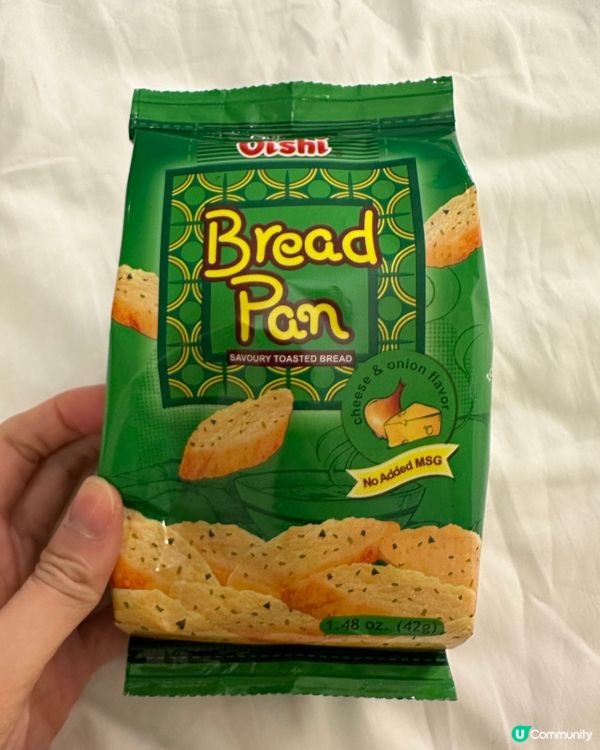 Oishi
Bread
Pan
SAVOURY TOASTED BREAD
cheese & onion flavor
No Added MSG
1.48 oz. (42g)
U Community